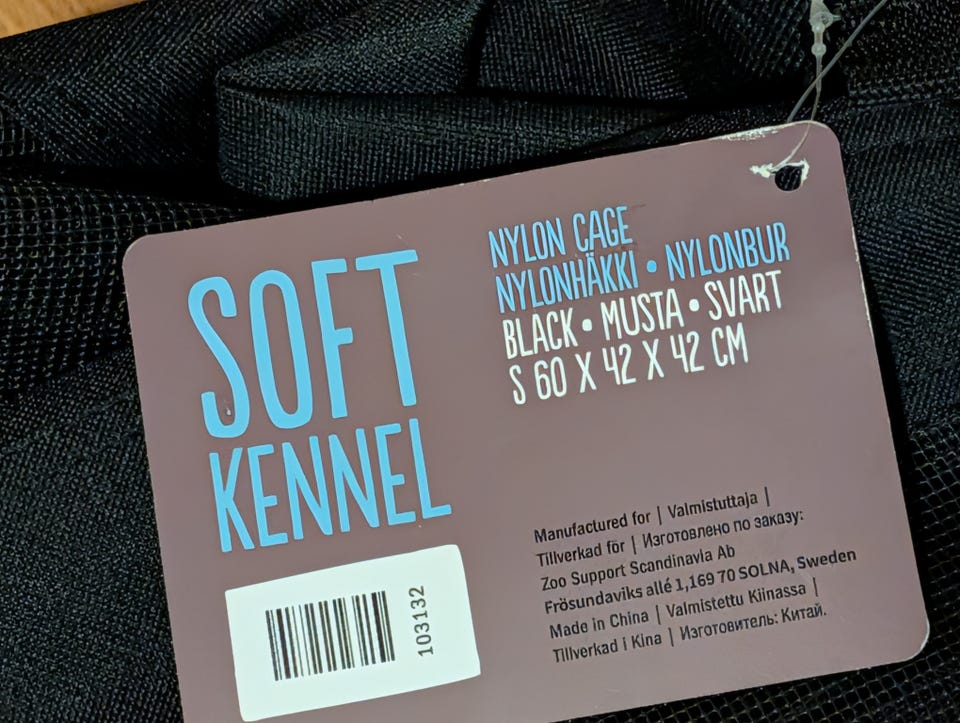 SOFT
KENNEL
NYLON CAGE
NYLONHÄKKI • NYLONBUR
BLACK • MUSTA • SVART
S 60 X 42 X 42 CM
Manufactured for | Valmistuttaja |
Tillverkad för | Изготовлено по заказу:
Zoo Support Scandinavia Ab
Frösundaviks allé 1, 169 70 SOLNA, Sweden
Made in China | Valmistettu Kiinassa |
Tillverkad i Kina | Изготовитель: Китай.
103132